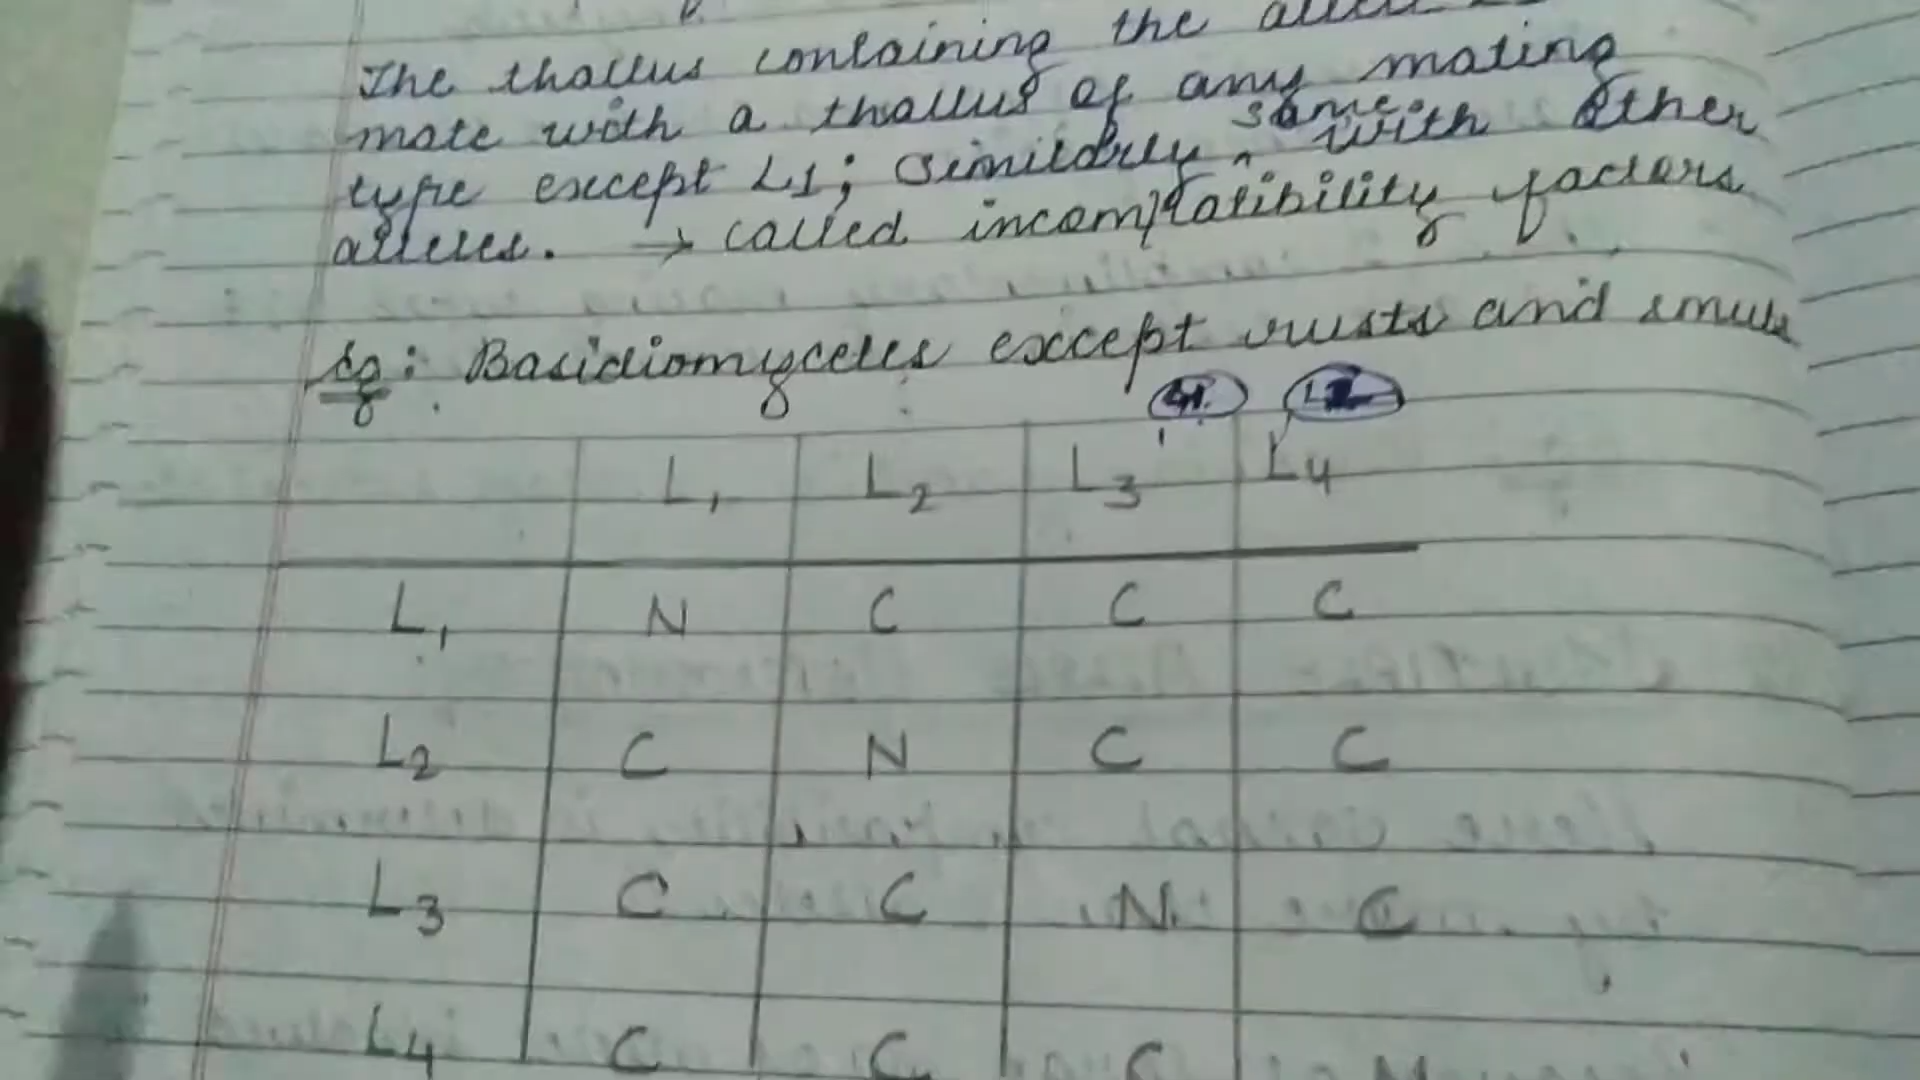 The thallus containing the
mate with a thallus of any mating
type except L1; Similarly same with other
alleles. → called incompatibility factors
Eg: Basidiomyceles except rusts and smuts
L1 L2 L3 L4
L1 N C C C
L2 C N C C
L3 C C N C
L4 C C C